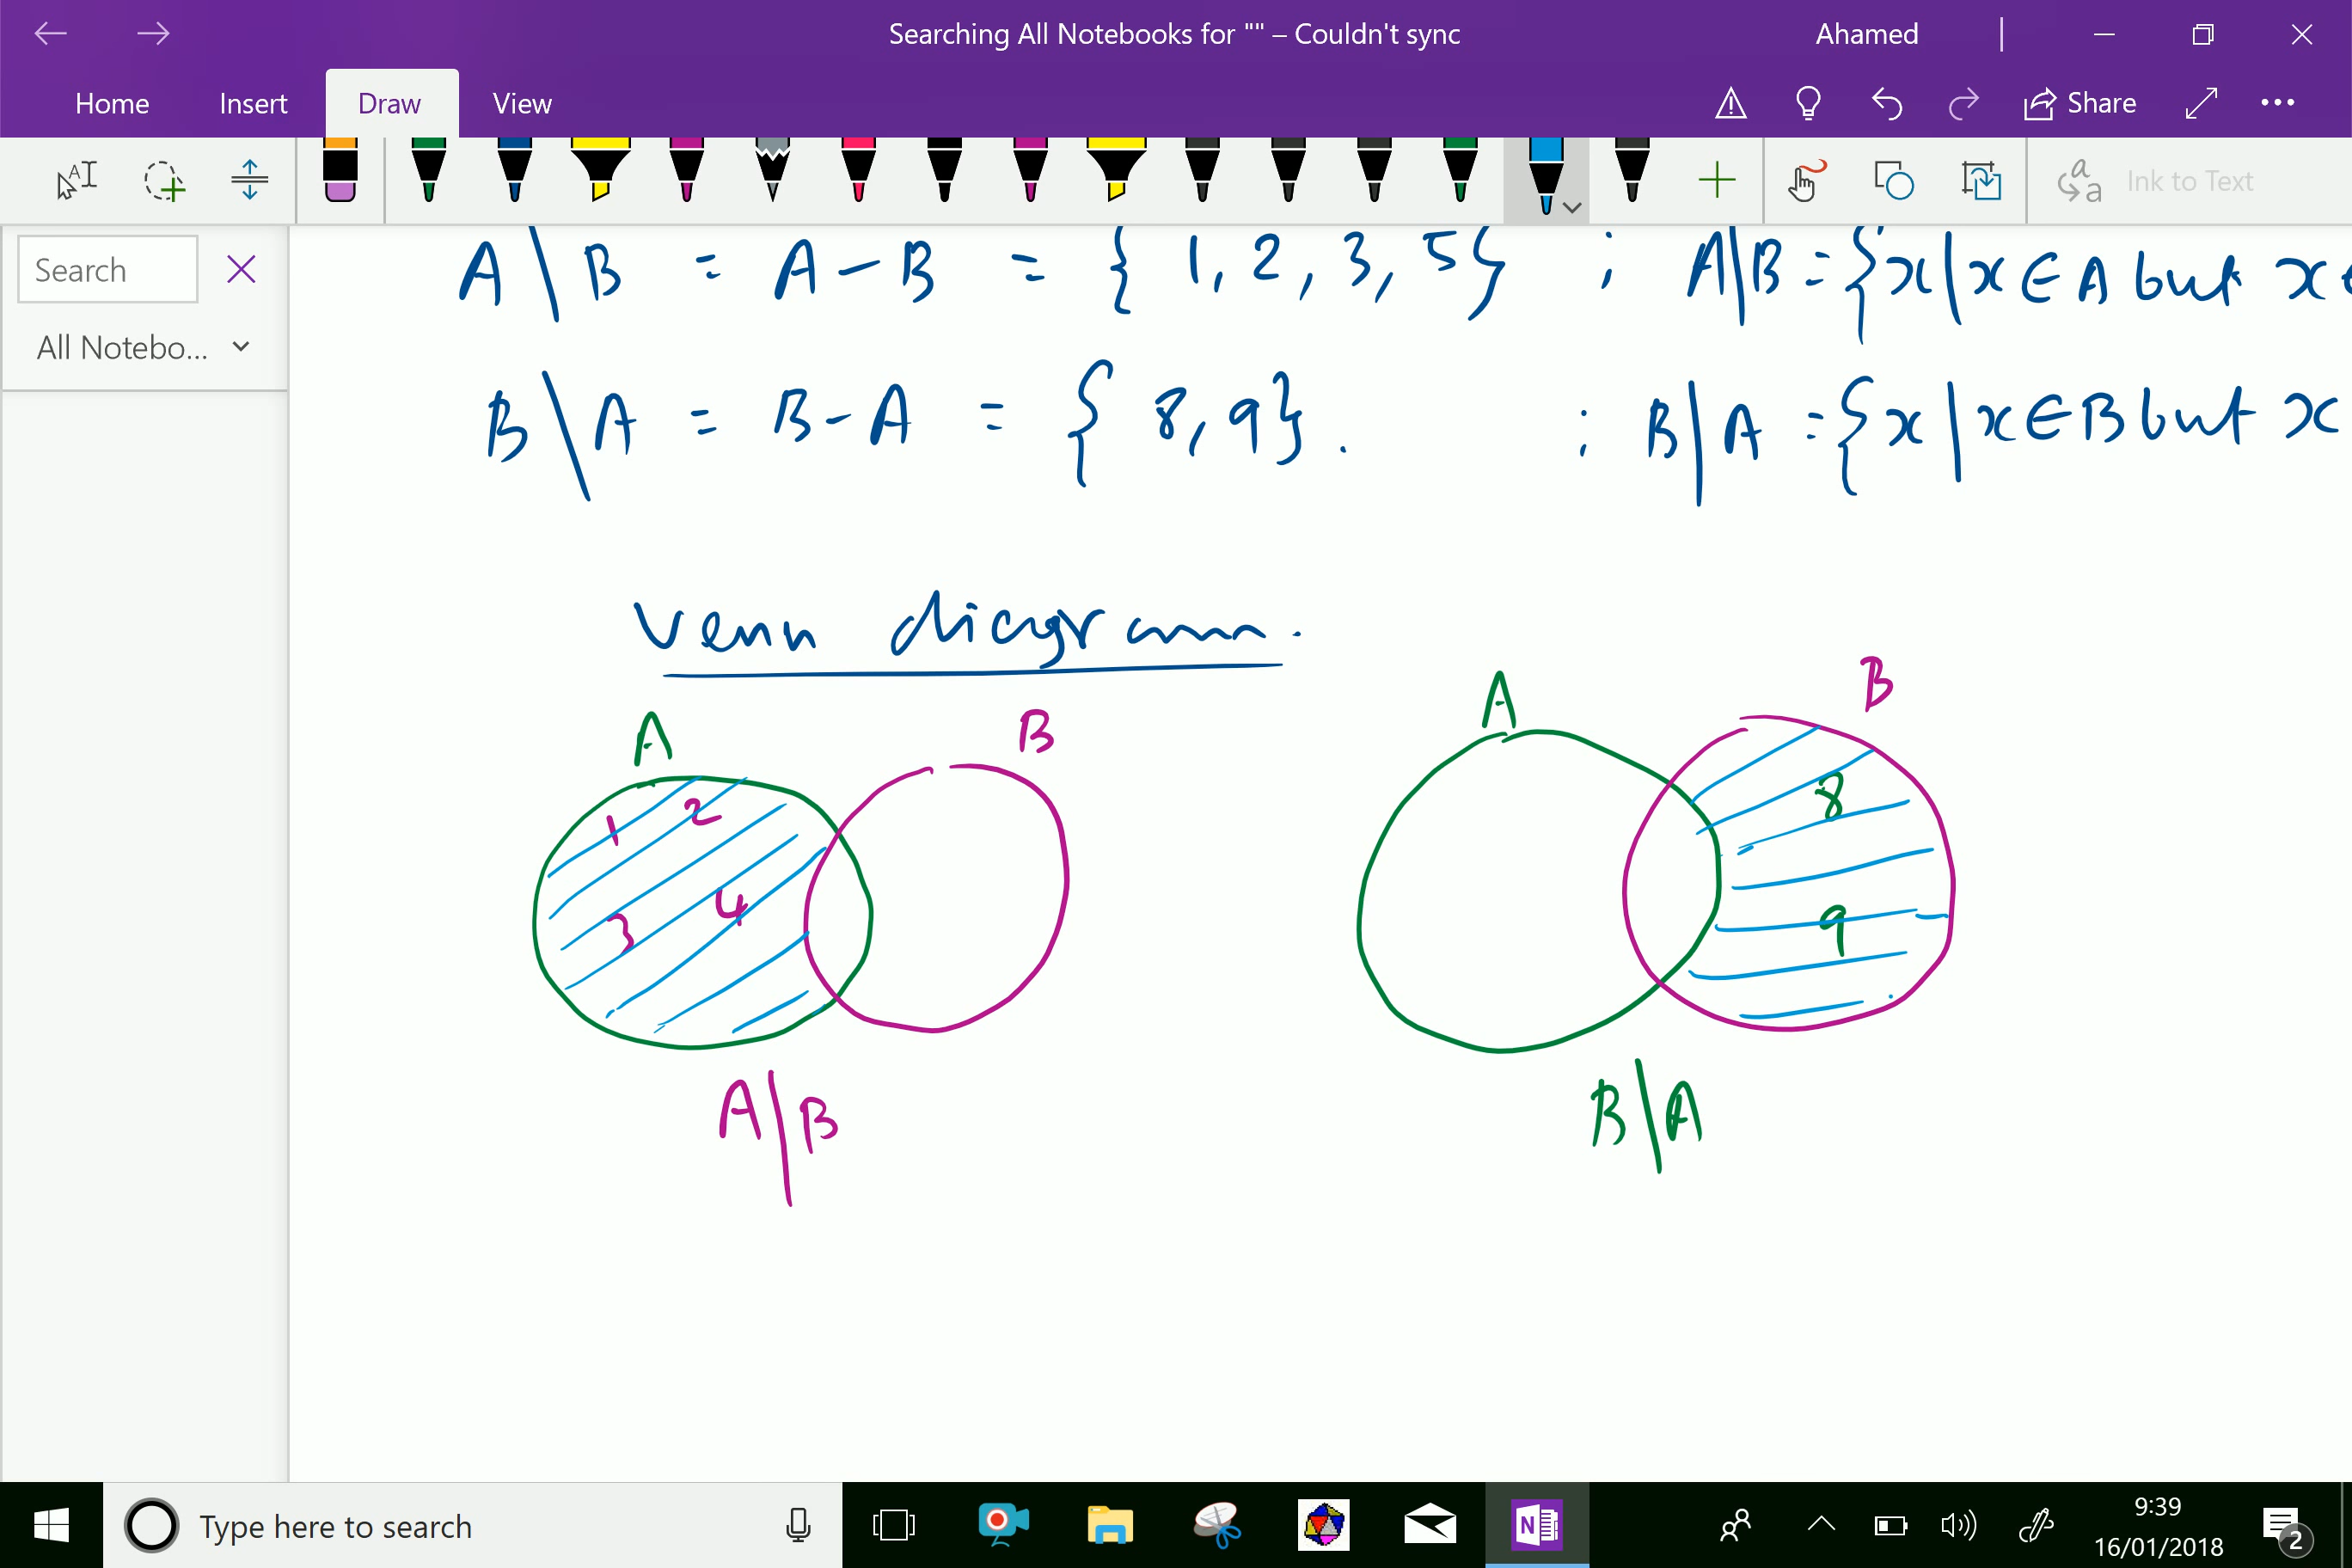 Searching All Notebooks for "" – Couldn't sync
Ahamed
Home Insert Draw View
Share
Ink to Text
Search
All Notebo...
A \ B = A - B = { 1, 2, 3, 5} ; A|B = {x|x∈A but x
B \ A = B - A = { 8, 9} . ; B|A = {x|x∈B but x
Venn diagram.
A B
1 2
3 4
A|B
A B
8
9
B|A
Type here to search
N
9:39
16/01/2018
2